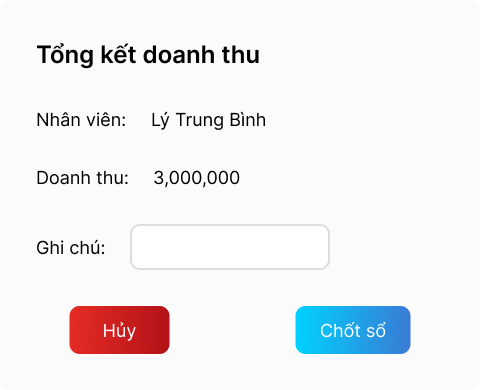 Tổng kết doanh thu
Nhân viên: Lý Trung Bình
Doanh thu: 3,000,000
Ghi chú:
Hủy Chốt sổ